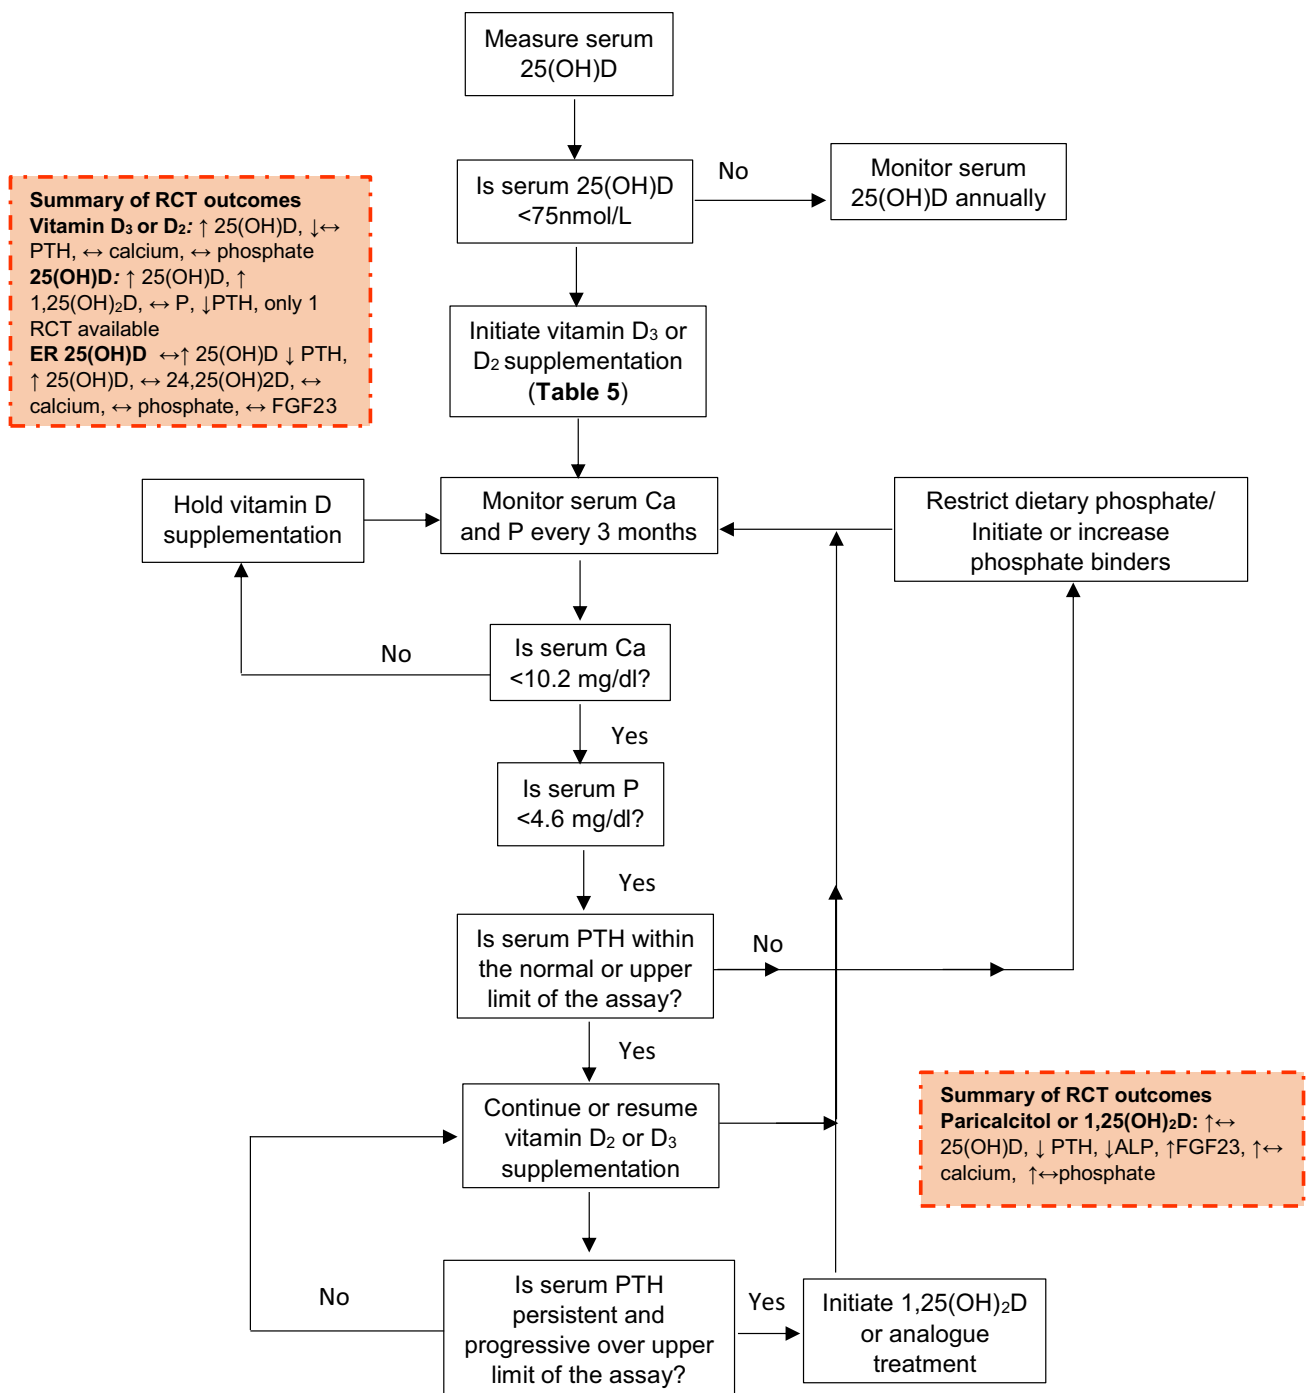 Measure serum
25(OH)D
Is serum 25(OH)D
<75nmol/L
No
Monitor serum
25(OH)D annually
Summary of RCT outcomes
Vitamin D₃ or D₂: ↑ 25(OH)D, ↓↔
PTH, ↔ calcium, ↔ phosphate
25(OH)D: ↑ 25(OH)D, ↑
1,25(OH)₂D, ↔ P, ↓PTH, only 1
RCT available
ER 25(OH)D ↔↑ 25(OH)D ↓ PTH,
↑ 25(OH)D, ↔ 24,25(OH)2D, ↔
calcium, ↔ phosphate, ↔ FGF23
Initiate vitamin D₃ or
D₂ supplementation
(Table 5)
Hold vitamin D
supplementation
Monitor serum Ca
and P every 3 months
Restrict dietary phosphate/
Initiate or increase
phosphate binders
No
Is serum Ca
<10.2 mg/dl?
Yes
Is serum P
<4.6 mg/dl?
Yes
Is serum PTH within
the normal or upper
limit of the assay?
No
Yes
Continue or resume
vitamin D₂ or D₃
supplementation
Summary of RCT outcomes
Paricalcitol or 1,25(OH)₂D: ↑↔
25(OH)D, ↓ PTH, ↓ALP, ↑FGF23, ↑↔
calcium, ↑↔phosphate
No
Is serum PTH
persistent and
progressive over upper
limit of the assay?
Yes
Initiate 1,25(OH)₂D
or analogue
treatment